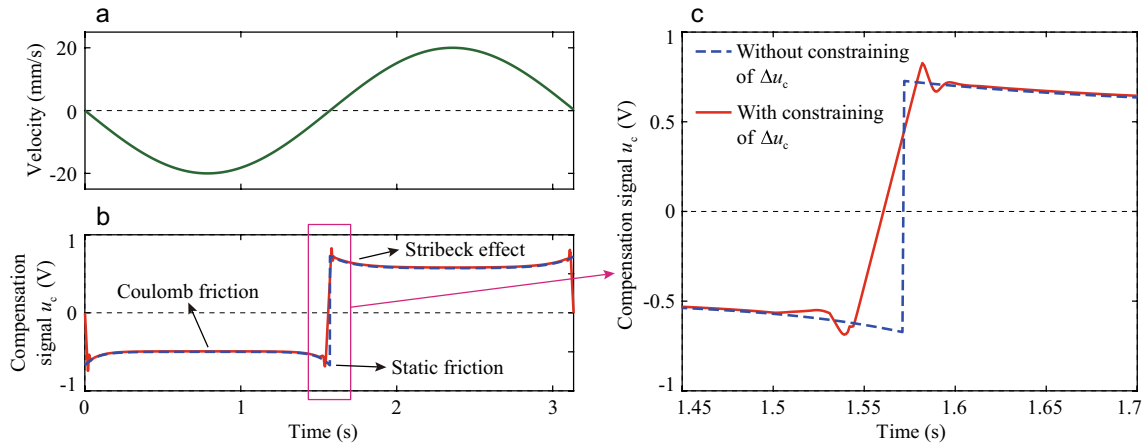 a
Velocity (mm/s)
20
0
-20
b
Compensation
signal u_c (V)
1
0
-1
Stribeck effect
Coulomb friction
Static friction
0
1
2
3
Time (s)
c
Compensation signal u_c (V)
1
0.5
0
-0.5
-1
Without constraining
of Δu_c
With constraining
of Δu_c
1.45
1.5
1.55
1.6
1.65
1.7
Time (s)